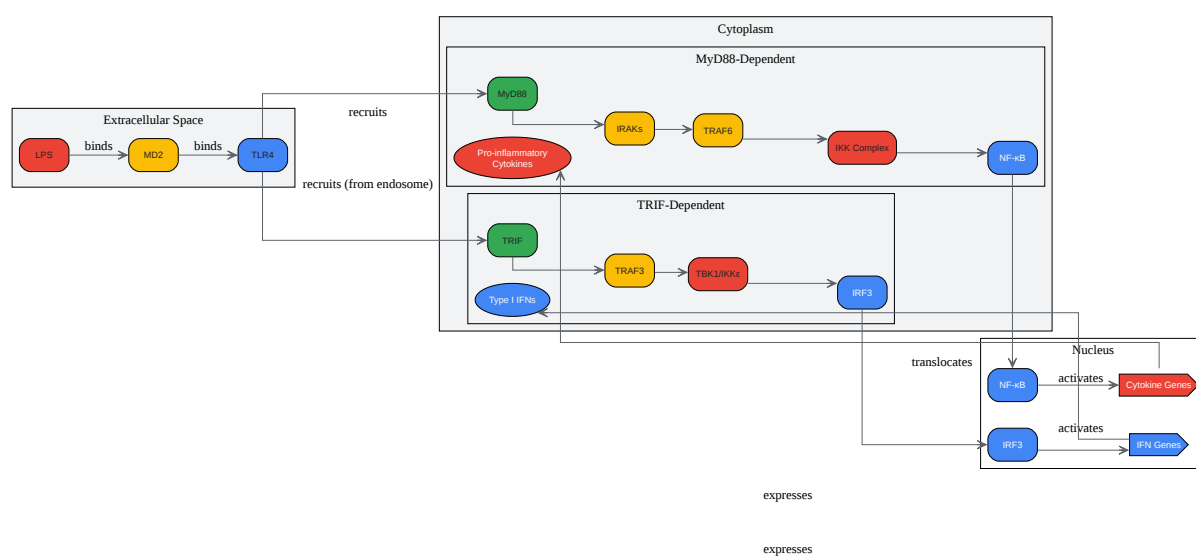 Cytoplasm
MyD88-Dependent
MyD88
recruits
Extracellular Space
IRAKs
TRAF6
LPS
binds
MD2
binds
TLR4
Pro-inflammatory
Cytokines
IKK Complex
NF-κB
recruits (from endosome)
TRIF-Dependent
TRIF
TRAF3
TBK1/IKKε
IRF3
Type I IFNs
Nucleus
translocates
NF-κB
activates
Cytokine Genes
activates
IRF3
IFN Genes
expresses
expresses